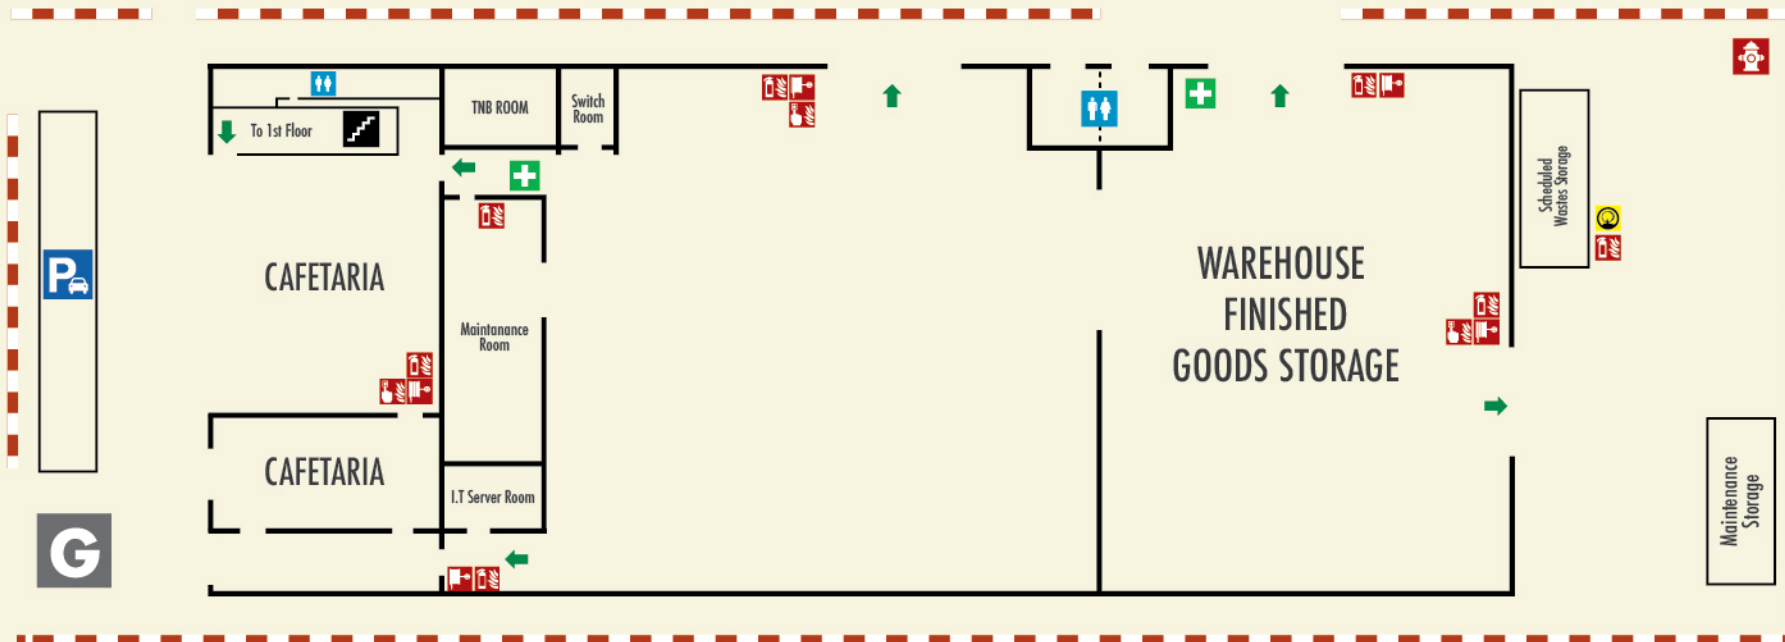 TNB ROOM
Switch
Room
To 1st Floor
Scheduled
Wastes Storage
P
CAFETARIA
WAREHOUSE
FINISHED
GOODS STORAGE
Maintanance
Room
CAFETARIA
I.T Server Room
Maintenance
Storage
G